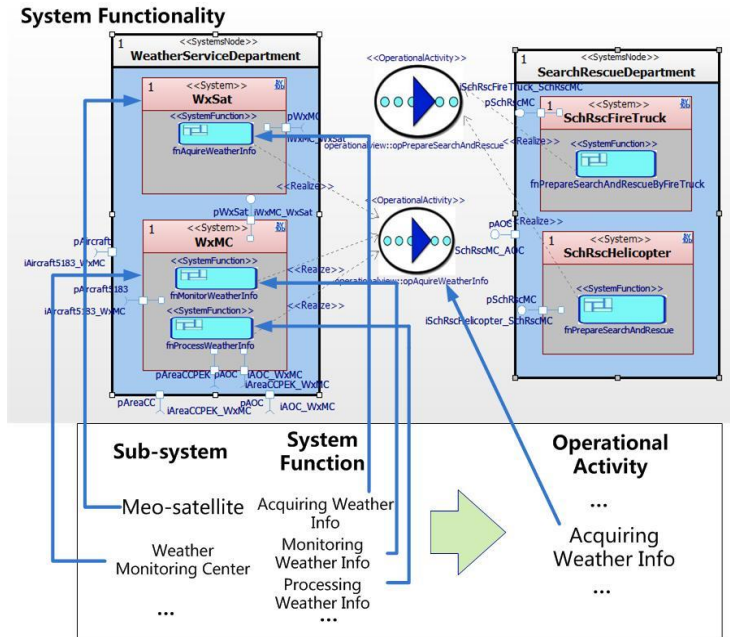 System Functionality
1
<<SystemsNode>>
WeatherServiceDepartment
1
<<System>>
WxSat
<<SystemFunction>>
fnAquireWeatherInfo
pWxMC
WxMC_WxSat
<<Realize>>
pWxSat
iWxMC_WxSat
1
<<System>>
WxMC
<<SystemFunction>>
fnMonitorWeatherInfo
<<Realize>>
<<SystemFunction>>
fnProcessWeatherInfo
<<Realize>>
pAircraft
iAircraft5183_WxMC
pAircraft5183
iAircraft5183_WxMC
pAreaCCPEK
pAOC
iAOC_WxMC
iAreaCCPEK_WxMC
pAreaCC
iAreaCCPEK_WxMC
pAOC
iAOC_WxMC
<<OperationalActivity>>
operationalview::opPrepareSearchAndRescue
<<OperationalActivity>>
operationalview::opAquireWeatherInfo
1
<<SystemsNode>>
SearchRescueDepartment
iSchRscFireTruck_SchRscMC
pSchRscMC
1
<<System>>
SchRscFireTruck
<<Realize>>
<<SystemFunction>>
fnPrepareSearchAndRescueByFireTruck
pAOC
<<Realize>>
SchRscMC_AOC
1
<<System>>
SchRscHelicopter
<<SystemFunction>>
fnPrepareSearchAndRescue
pSchRscMC
iSchRscHelicopter_SchRscMC
Sub-system
Meo-satellite
Weather
Monitoring Center
...
System
Function
Acquiring Weather
Info
Monitoring
Weather Info
Processing
Weather Info
...
Operational
Activity
...
Acquiring
Weather Info
...